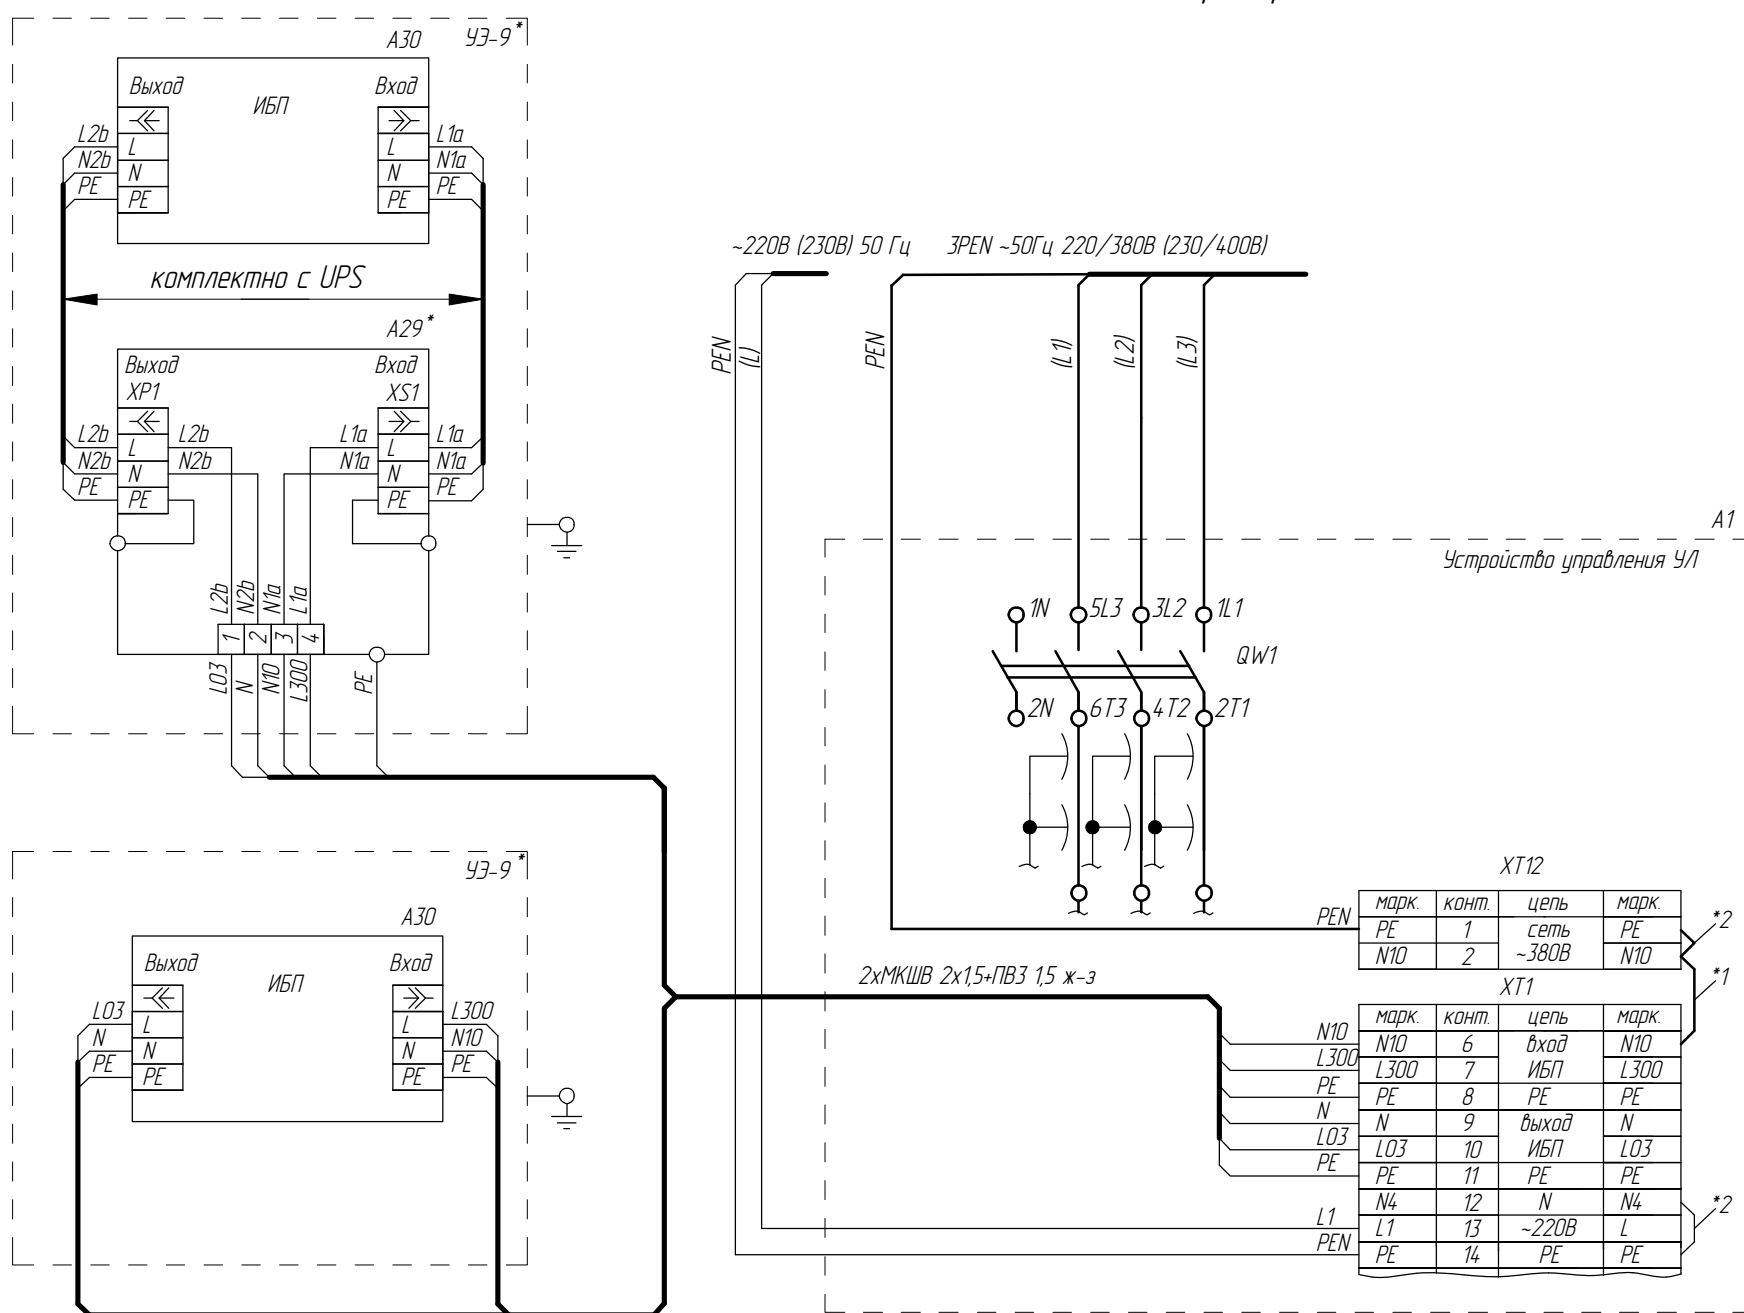 УЭ-9*
А30
Выход
ИБП
Вход
L2b
L
L
L1a
N2b
N
N
N1a
PE
PE
PE
PE
комплектно с UPS
А29*
Выход
Вход
XP1
XS1
L2b
L
L2b
L1a
L
L1a
N2b
N
N2b
N1a
N
N1a
PE
PE
PE
PE
L2b
N2b
N1a
L1a
1
2
3
4
L03
N
N10
L300
PE
~220В (230В) 50 Гц
3PEN ~50Гц 220/380В (230/400В)
PEN
(L)
PEN
(L1)
(L2)
(L3)
А1
Устройство управления УЛ
1N
5L3
3L2
1L1
QW1
2N
6T3
4T2
2T1
УЭ-9*
А30
Выход
ИБП
Вход
L03
L
L
L300
N
N
N
N10
PE
PE
PE
PE
2хМКШВ 2х1,5+ПВ3 1,5 ж-з
XT12
марк. конт. цепь марк.
PEN PE 1 сеть PE *2
N10 2 ~380В N10
XT1
*1
марк. конт. цепь марк.
N10 N10 6 вход N10
L300 L300 7 ИБП L300
PE PE 8 PE PE
N N 9 выход N
L03 L03 10 ИБП L03
PE PE 11 PE PE
N4 12 N N4 *2
L1 L1 13 ~220В L
PEN PE 14 PE PE